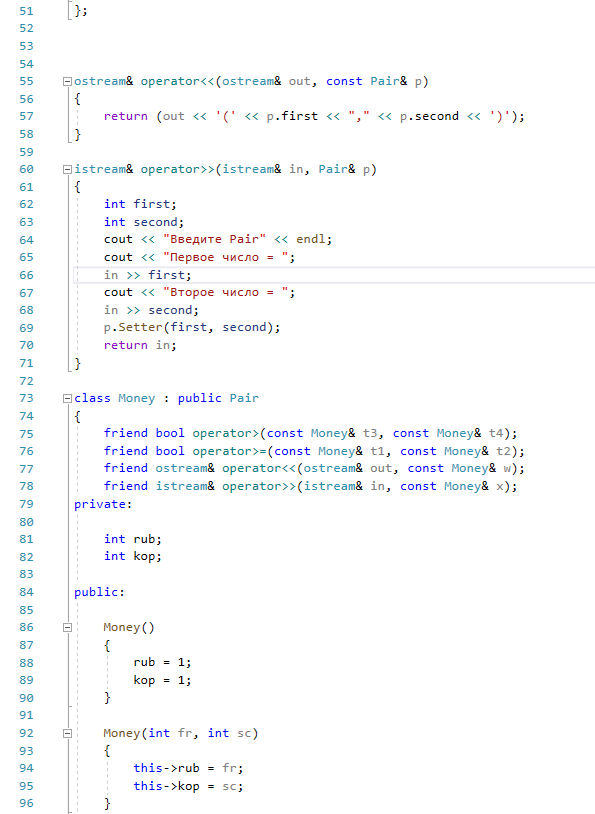 51 };
52
53
54
55 ostream& operator<<(ostream& out, const Pair& p)
56 {
57     return (out << '(' << p.first << "," << p.second << ')');
58 }
59
60 istream& operator>>(istream& in, Pair& p)
61 {
62     int first;
63     int second;
64     cout << "Введите Pair" << endl;
65     cout << "Первое число = ";
66     in >> first;
67     cout << "Второе число = ";
68     in >> second;
69     p.Setter(first, second);
70     return in;
71 }
72
73 class Money : public Pair
74 {
75     friend bool operator>(const Money& t3, const Money& t4);
76     friend bool operator>=(const Money& t1, const Money& t2);
77     friend ostream& operator<<(ostream& out, const Money& w);
78     friend istream& operator>>(istream& in, const Money& x);
79 private:
80
81     int rub;
82     int kop;
83
84 public:
85
86     Money()
87     {
88         rub = 1;
89         kop = 1;
90     }
91
92     Money(int fr, int sc)
93     {
94         this->rub = fr;
95         this->kop = sc;
96     }